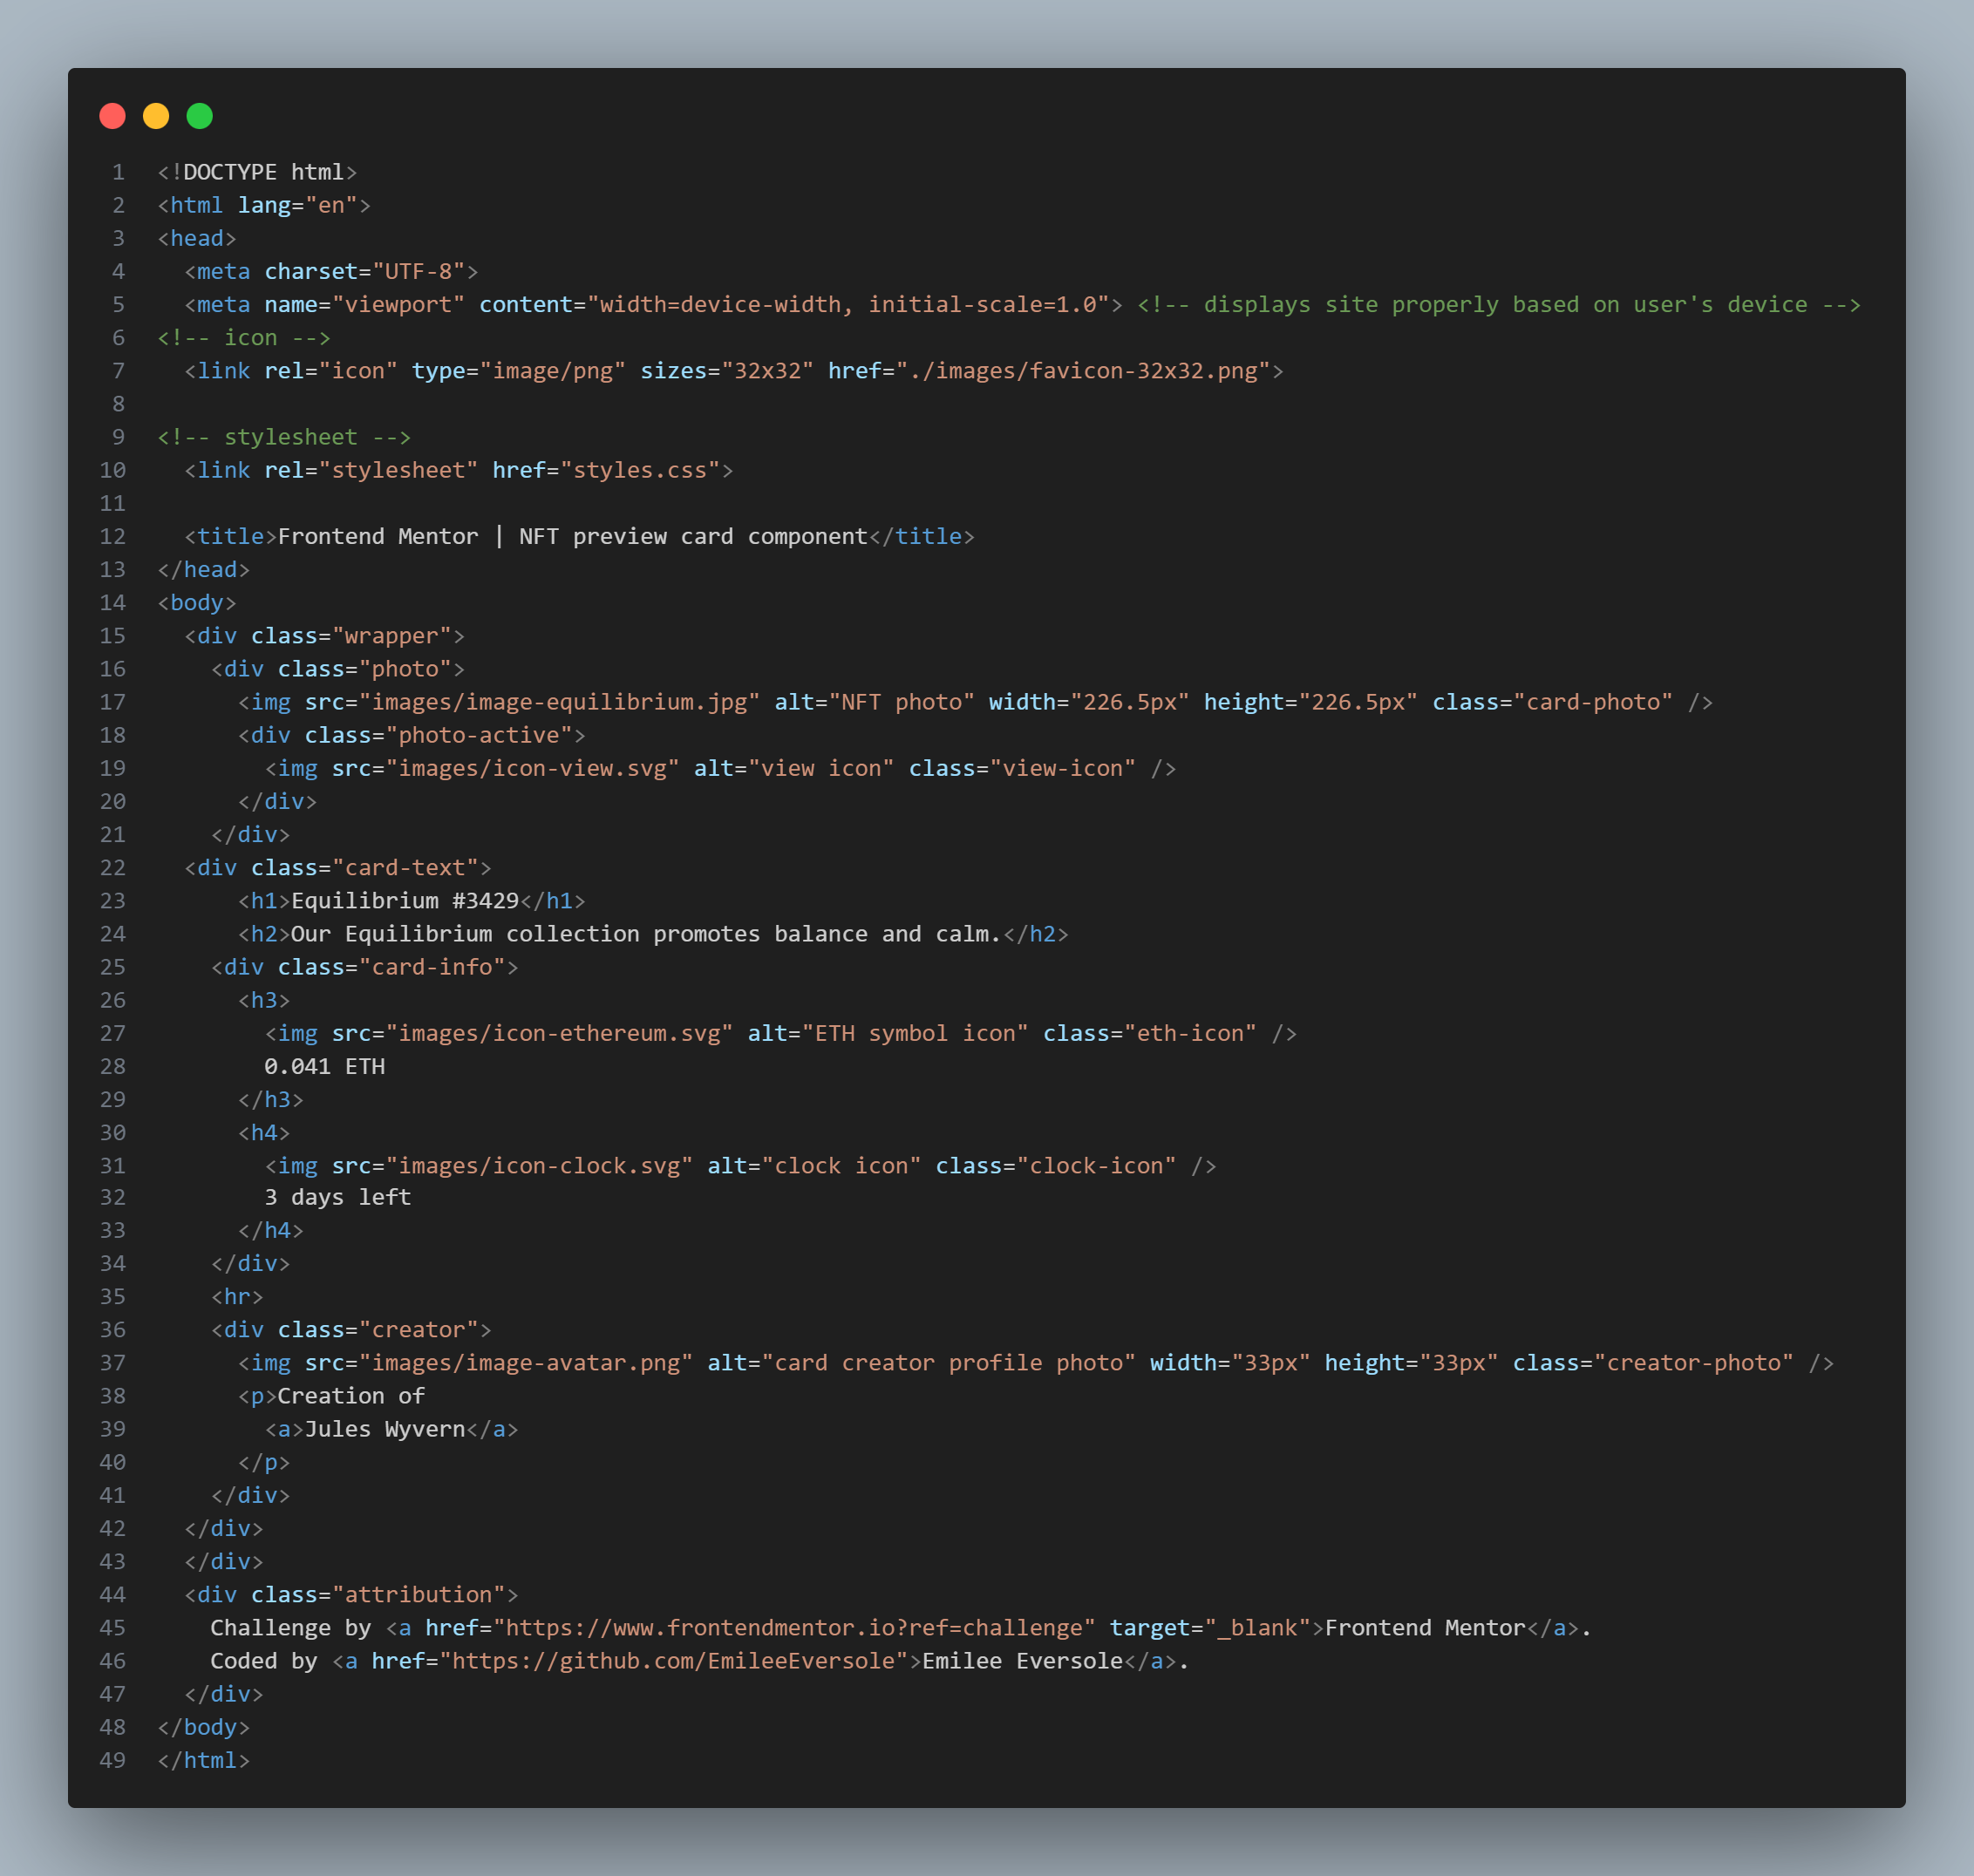 1 <!DOCTYPE html>
2 <html lang="en">
3 <head>
4   <meta charset="UTF-8">
5   <meta name="viewport" content="width=device-width, initial-scale=1.0"> <!-- displays site properly based on user's device -->
6 <!-- icon -->
7   <link rel="icon" type="image/png" sizes="32x32" href="./images/favicon-32x32.png">
8
9 <!-- stylesheet -->
10   <link rel="stylesheet" href="styles.css">
11
12   <title>Frontend Mentor | NFT preview card component</title>
13 </head>
14 <body>
15   <div class="wrapper">
16     <div class="photo">
17       <img src="images/image-equilibrium.jpg" alt="NFT photo" width="226.5px" height="226.5px" class="card-photo" />
18       <div class="photo-active">
19         <img src="images/icon-view.svg" alt="view icon" class="view-icon" />
20       </div>
21     </div>
22   <div class="card-text">
23       <h1>Equilibrium #3429</h1>
24       <h2>Our Equilibrium collection promotes balance and calm.</h2>
25     <div class="card-info">
26       <h3>
27         <img src="images/icon-ethereum.svg" alt="ETH symbol icon" class="eth-icon" />
28         0.041 ETH
29       </h3>
30       <h4>
31         <img src="images/icon-clock.svg" alt="clock icon" class="clock-icon" />
32         3 days left
33       </h4>
34     </div>
35     <hr>
36     <div class="creator">
37       <img src="images/image-avatar.png" alt="card creator profile photo" width="33px" height="33px" class="creator-photo" />
38       <p>Creation of
39         <a>Jules Wyvern</a>
40       </p>
41     </div>
42   </div>
43   </div>
44   <div class="attribution">
45     Challenge by <a href="https://www.frontendmentor.io?ref=challenge" target="_blank">Frontend Mentor</a>.
46     Coded by <a href="https://github.com/EmileeEversole">Emilee Eversole</a>.
47   </div>
48 </body>
49 </html>